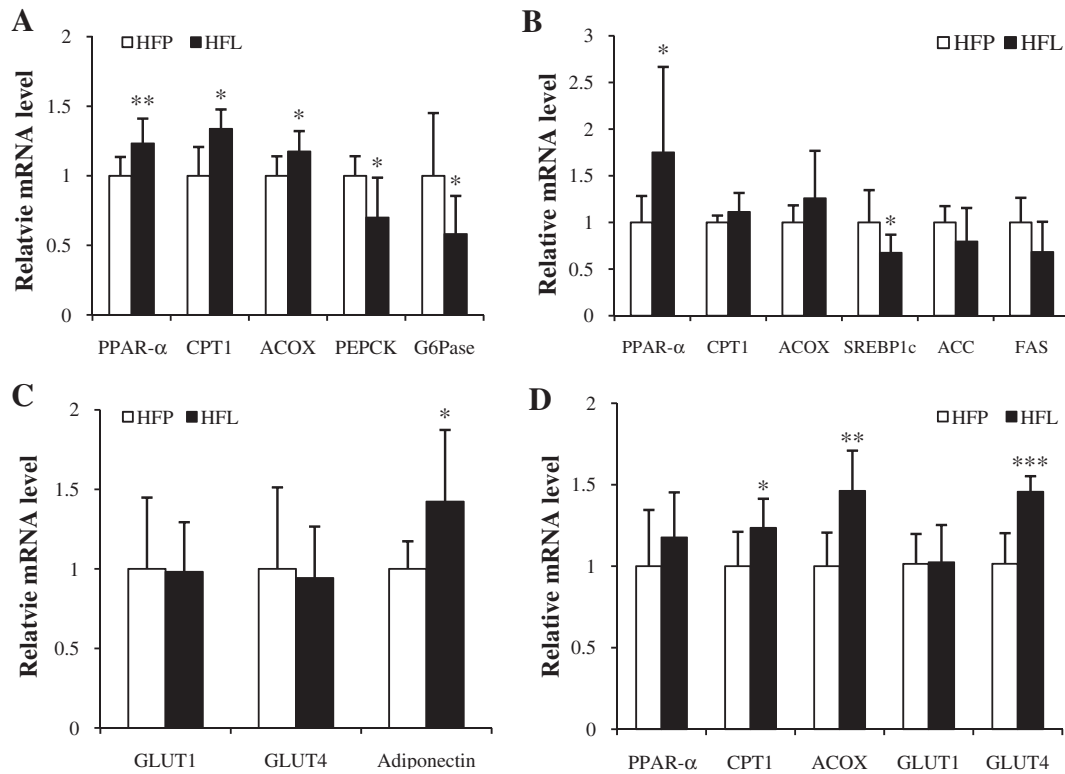 A
HFP HFL
Relatvie mRNA level
2
1.5
1
0.5
0
** * * * *
PPAR-α CPT1 ACOX PEPCK G6Pase
B
HFP HFL
Relative mRNA level
3
2.5
2
1.5
1
0.5
0
* *
PPAR-α CPT1 ACOX SREBP1c ACC FAS
C
HFP HFL
Relatvie mRNA level
2
1.5
1
0.5
0
*
GLUT1 GLUT4 Adiponectin
D
HFP HFL
Relative mRNA level
2
1.5
1
0.5
0
* ** ***
PPAR-α CPT1 ACOX GLUT1 GLUT4